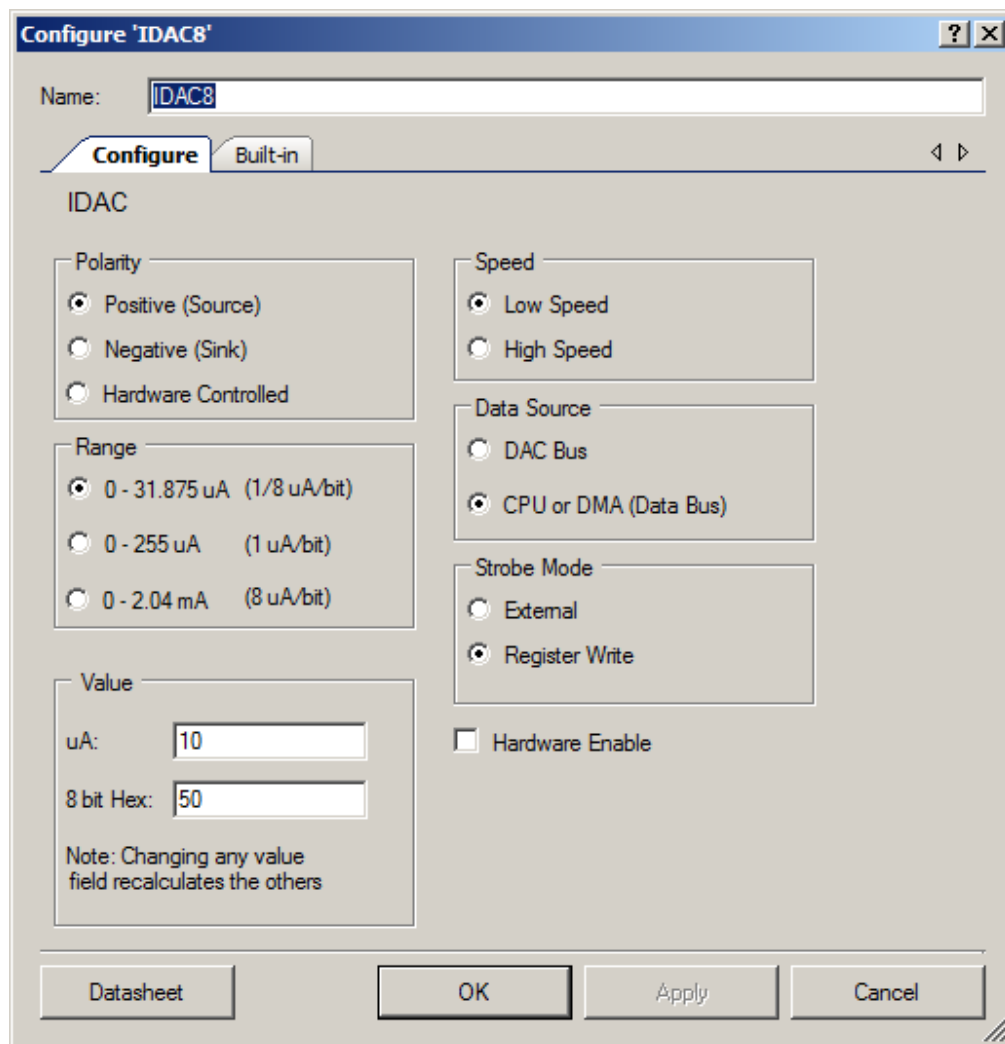 Configure 'IDAC8'
Name: IDAC8
Configure Built-in
IDAC
Polarity
Positive (Source)
Negative (Sink)
Hardware Controlled
Range
0 - 31.875 uA (1/8 uA/bit)
0 - 255 uA (1 uA/bit)
0 - 2.04 mA (8 uA/bit)
Value
uA: 10
8 bit Hex: 50
Note: Changing any value
field recalculates the others
Speed
Low Speed
High Speed
Data Source
DAC Bus
CPU or DMA (Data Bus)
Strobe Mode
External
Register Write
Hardware Enable
Datasheet OK Apply Cancel